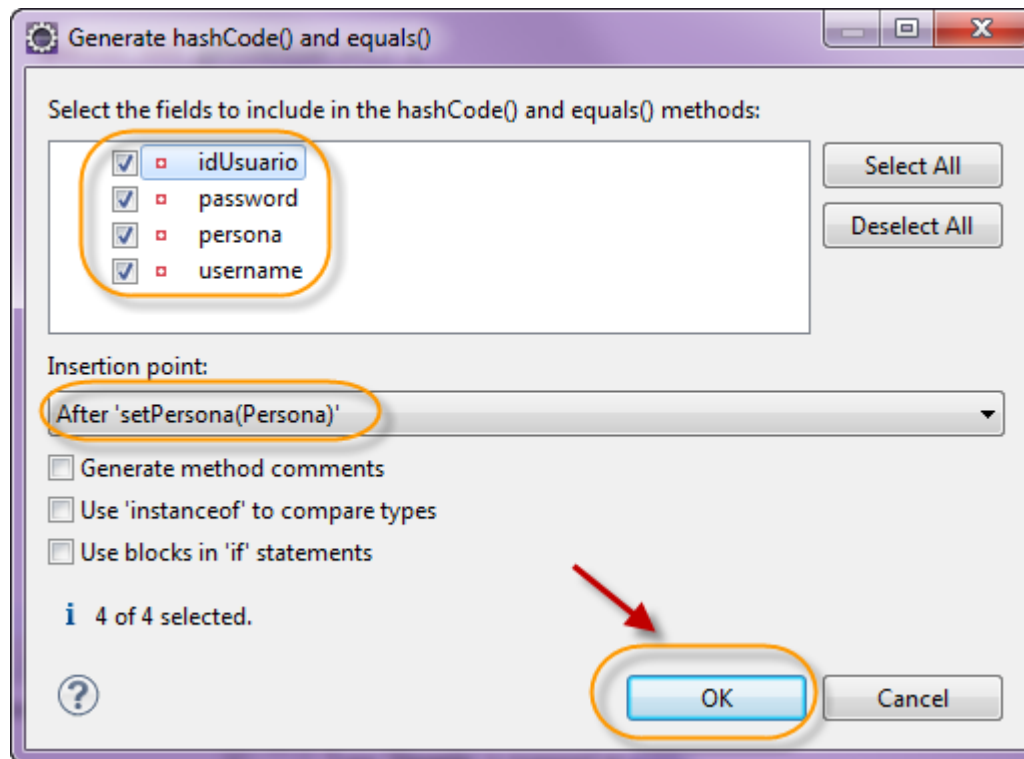 Generate hashCode() and equals()
Select the fields to include in the hashCode() and equals() methods:
idUsuario
password
persona
username
Select All
Deselect All
Insertion point:
After 'setPersona(Persona)'
Generate method comments
Use 'instanceof' to compare types
Use blocks in 'if' statements
i 4 of 4 selected.
?
OK
Cancel